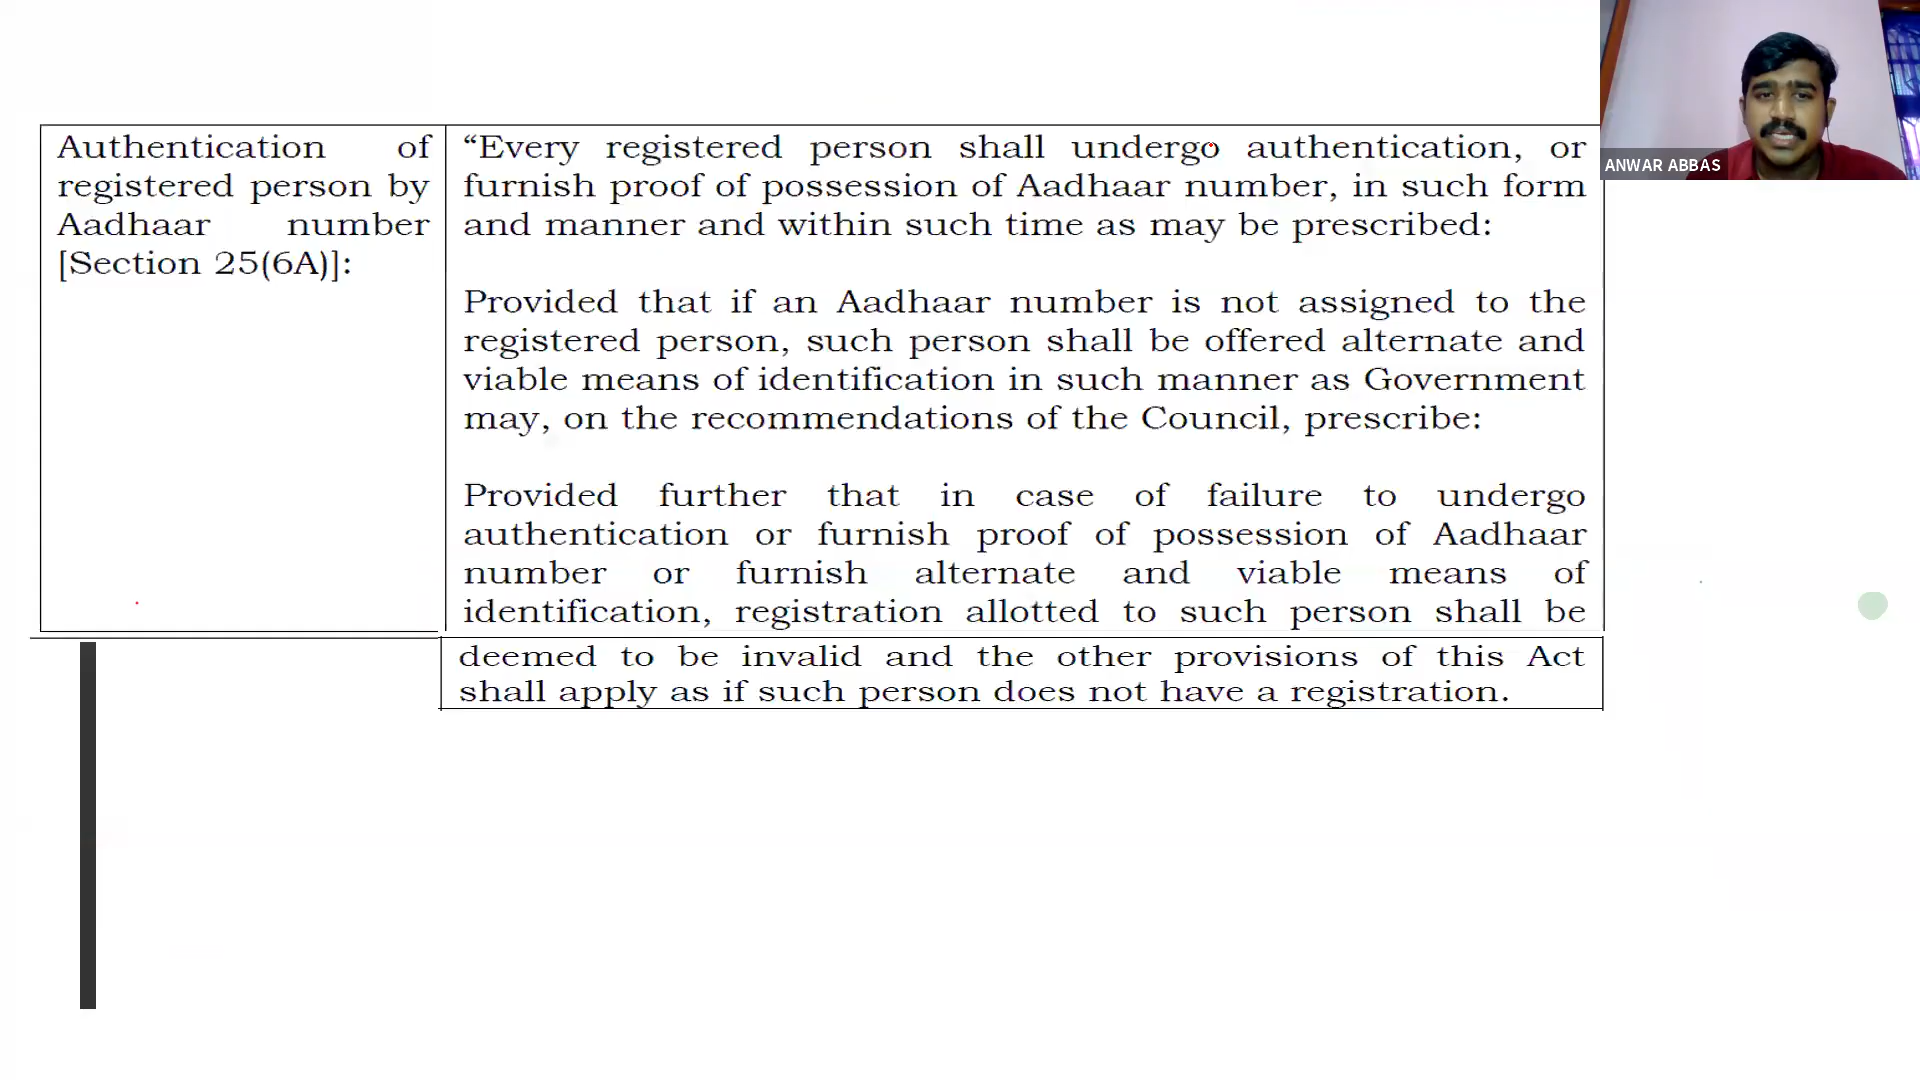 Authentication of
registered person by
Aadhaar number
[Section 25(6A)]:
“Every registered person shall undergo authentication, or
furnish proof of possession of Aadhaar number, in such form
and manner and within such time as may be prescribed:
Provided that if an Aadhaar number is not assigned to the
registered person, such person shall be offered alternate and
viable means of identification in such manner as Government
may, on the recommendations of the Council, prescribe:
Provided further that in case of failure to undergo
authentication or furnish proof of possession of Aadhaar
number or furnish alternate and viable means of
identification, registration allotted to such person shall be
deemed to be invalid and the other provisions of this Act
shall apply as if such person does not have a registration.
ANWAR ABBAS